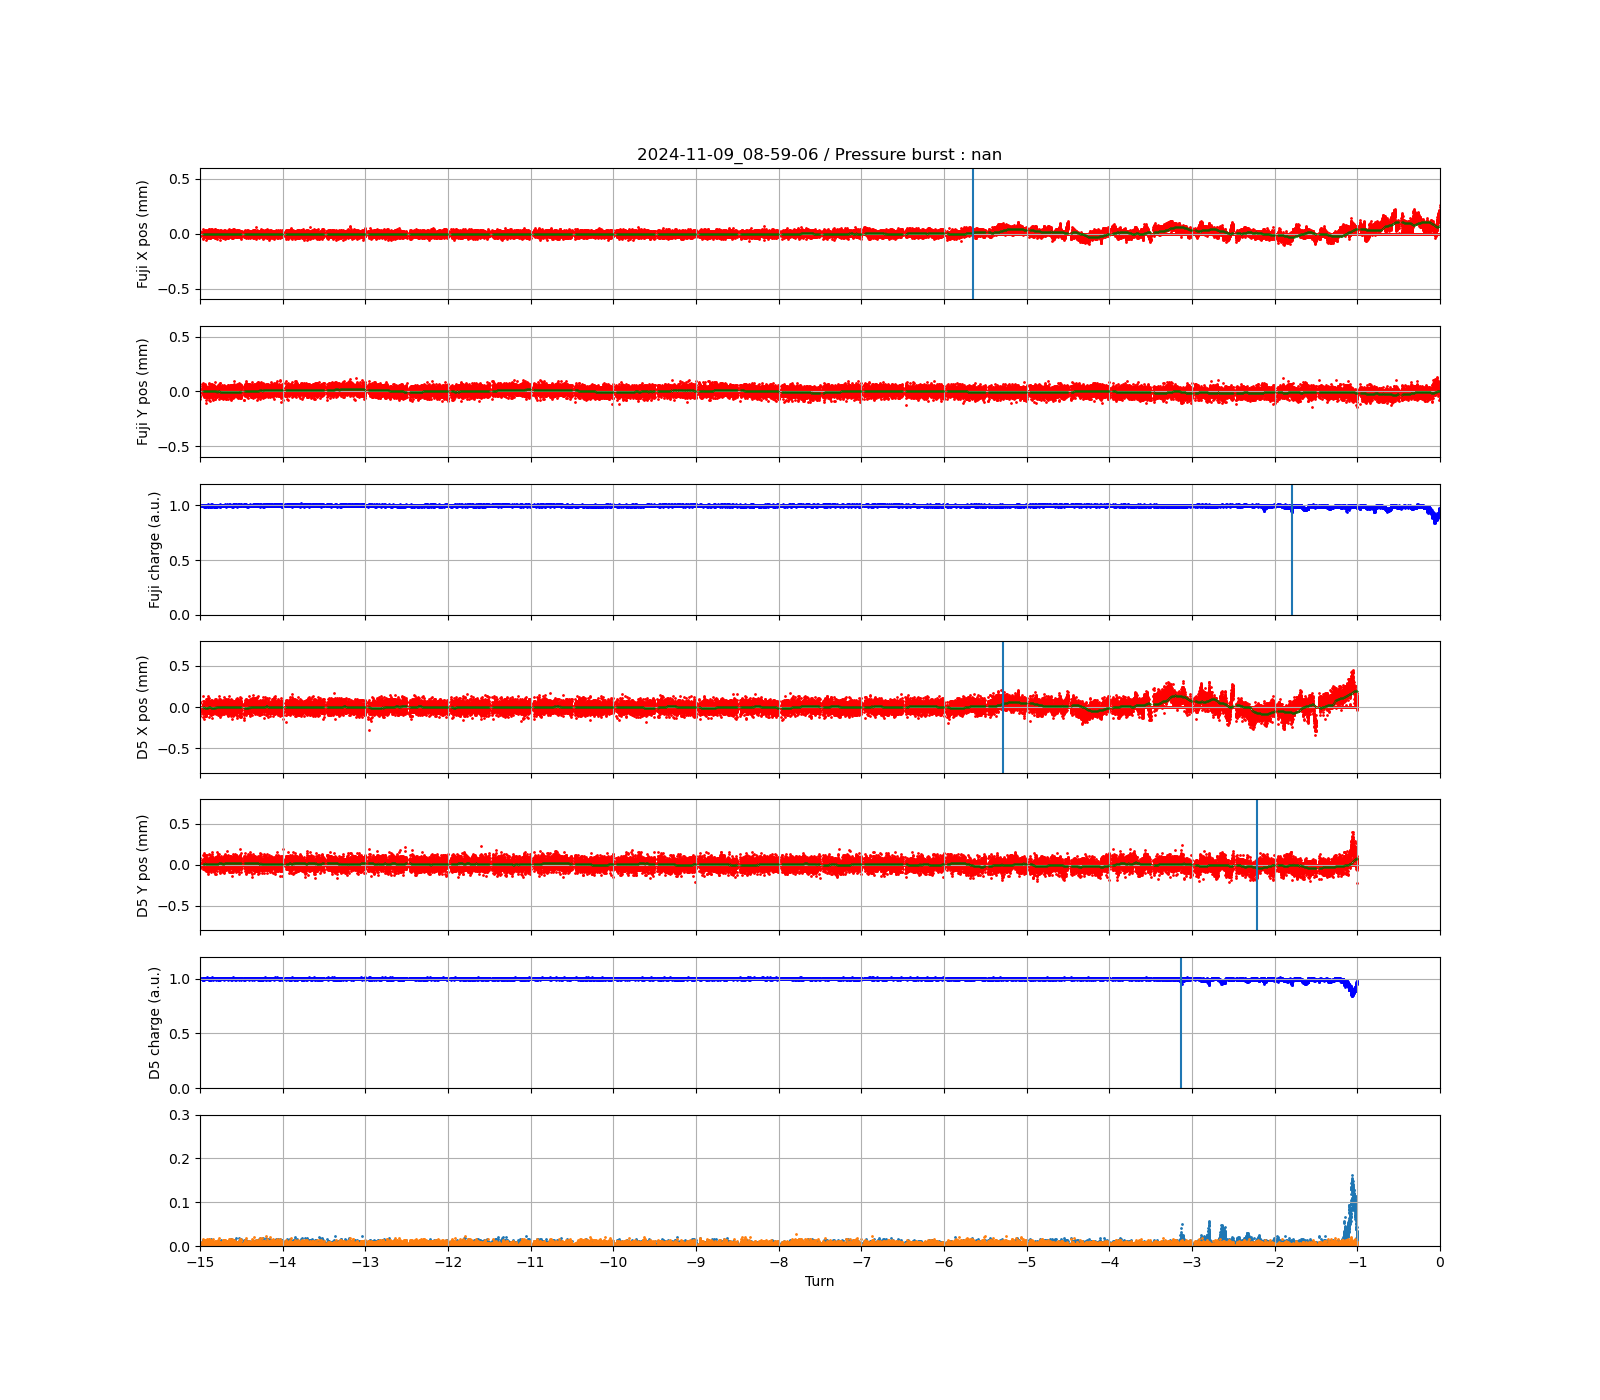 2024-11-09_08-59-06 / Pressure burst : nan
Fuji X pos (mm)
0.5
0.0
−0.5
Fuji Y pos (mm)
0.5
0.0
−0.5
Fuji charge (a.u.)
1.0
0.5
0.0
D5 X pos (mm)
0.5
0.0
−0.5
D5 Y pos (mm)
0.5
0.0
−0.5
D5 charge (a.u.)
1.0
0.5
0.0
0.3
0.2
0.1
0.0
−15 −14 −13 −12 −11 −10 −9 −8 −7 −6 −5 −4 −3 −2 −1 0
Turn